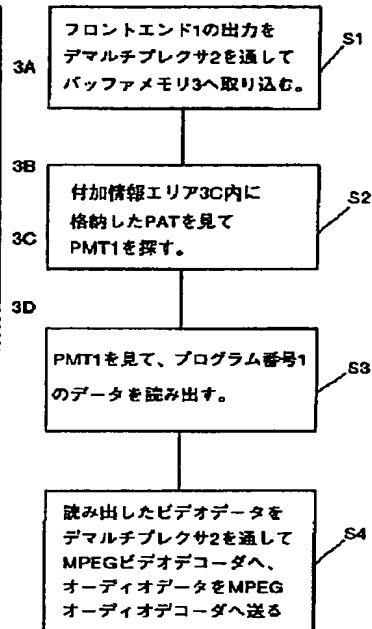 フロントエンド1の出力を
デマルチプレクサ2を通して
バッファメモリ3へ取り込む。
S1
3A
3B
付加情報エリア3C内に
格納したPATを見て
PMT1を探す。
S2
3C
3D
PMT1を見て、プログラム番号1
のデータを読み出す。
S3
読み出したビデオデータを
デマルチプレクサ2を通して
MPEGビデオデコーダへ、
オーディオデータをMPEG
オーディオデコーダへ送る
S4